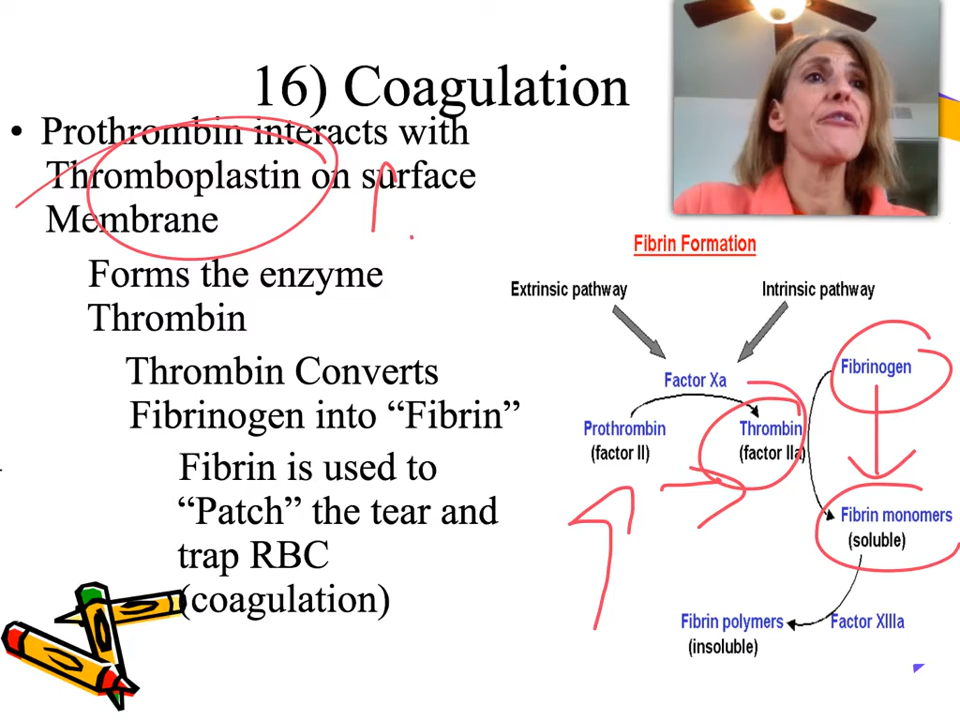 16) Coagulation
• Prothrombin interacts with
Thromboplastin on surface
Membrane
Forms the enzyme
Thrombin
Thrombin Converts
Fibrinogen into “Fibrin”
Fibrin is used to
“Patch” the tear and
trap RBC
(coagulation)
Fibrin Formation
Extrinsic pathway
Intrinsic pathway
Factor Xa
Fibrinogen
Prothrombin
(factor II)
Thrombin
(factor IIa)
Fibrin monomers
(soluble)
Fibrin polymers
(insoluble)
Factor XIIIa